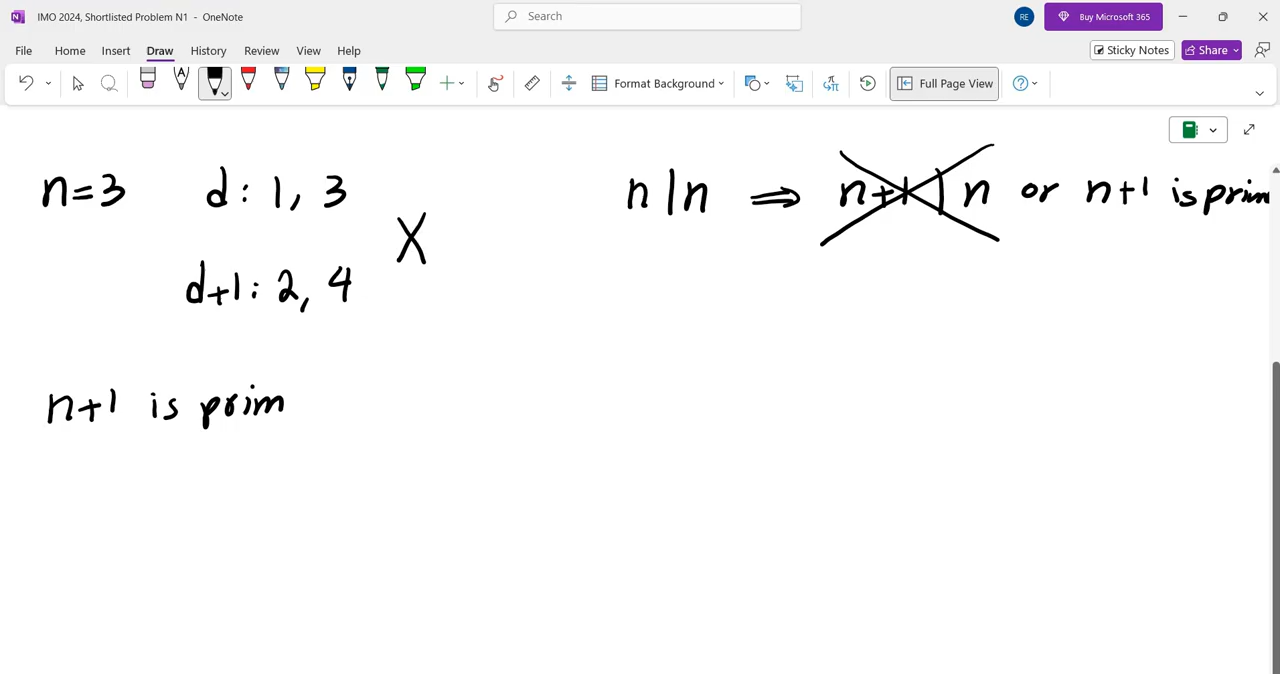 IMO 2024, Shortlisted Problem N1 - OneNote
Search
RE
Buy Microsoft 365
File Home Insert Draw History Review View Help
Sticky Notes
Share
Format Background
Full Page View
n=3 d: 1, 3
n|n ⟹ n+1|n or n+1 is prim
X
d+1: 2, 4
n+1 is prim